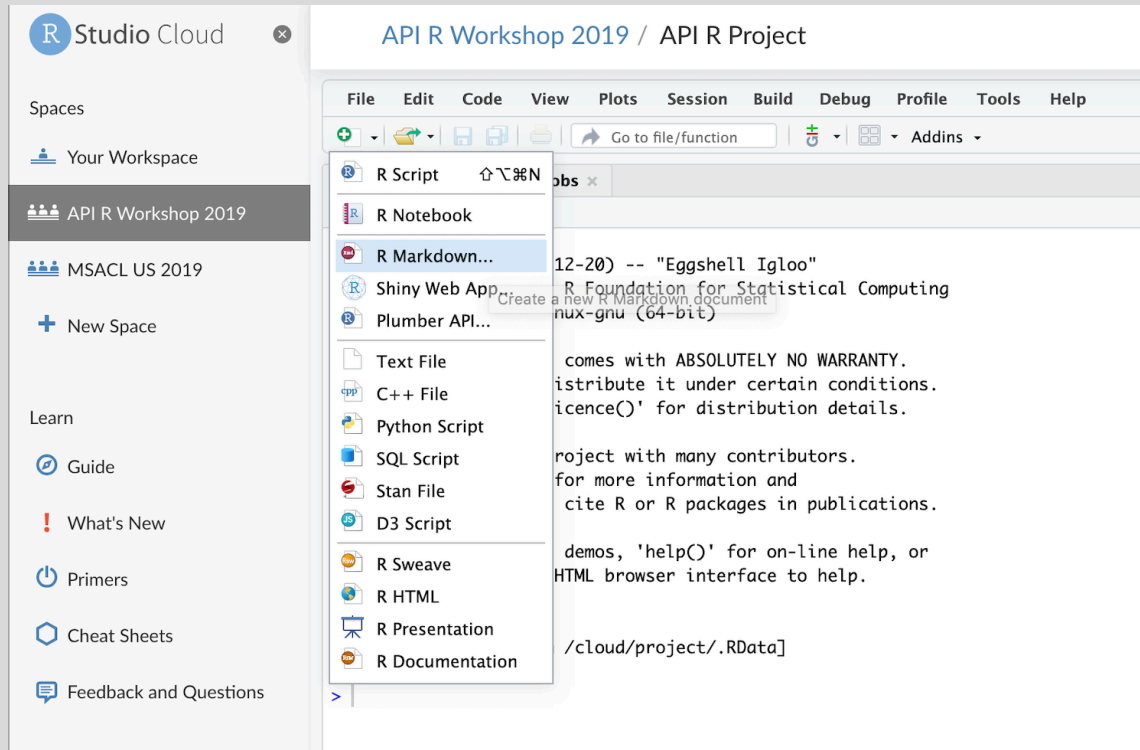 R Studio Cloud
API R Workshop 2019 / API R Project
Spaces
Your Workspace
API R Workshop 2019
MSACL US 2019
New Space
Learn
Guide
What's New
Primers
Cheat Sheets
Feedback and Questions
File Edit Code View Plots Session Build Debug Profile Tools Help
Go to file/function Addins
R Script ⇧⌥⌘N
R Notebook
R Markdown...
Shiny Web App...
Plumber API...
Text File
C++ File
Python Script
SQL Script
Stan File
D3 Script
R Sweave
R HTML
R Presentation
R Documentation
Create a new R Markdown document
obs
12-20) -- "Eggshell Igloo"
R Foundation for Statistical Computing
nux-gnu (64-bit)
comes with ABSOLUTELY NO WARRANTY.
istribute it under certain conditions.
icence()' for distribution details.
roject with many contributors.
for more information and
cite R or R packages in publications.
demos, 'help()' for on-line help, or
HTML browser interface to help.
/cloud/project/.RData]
>